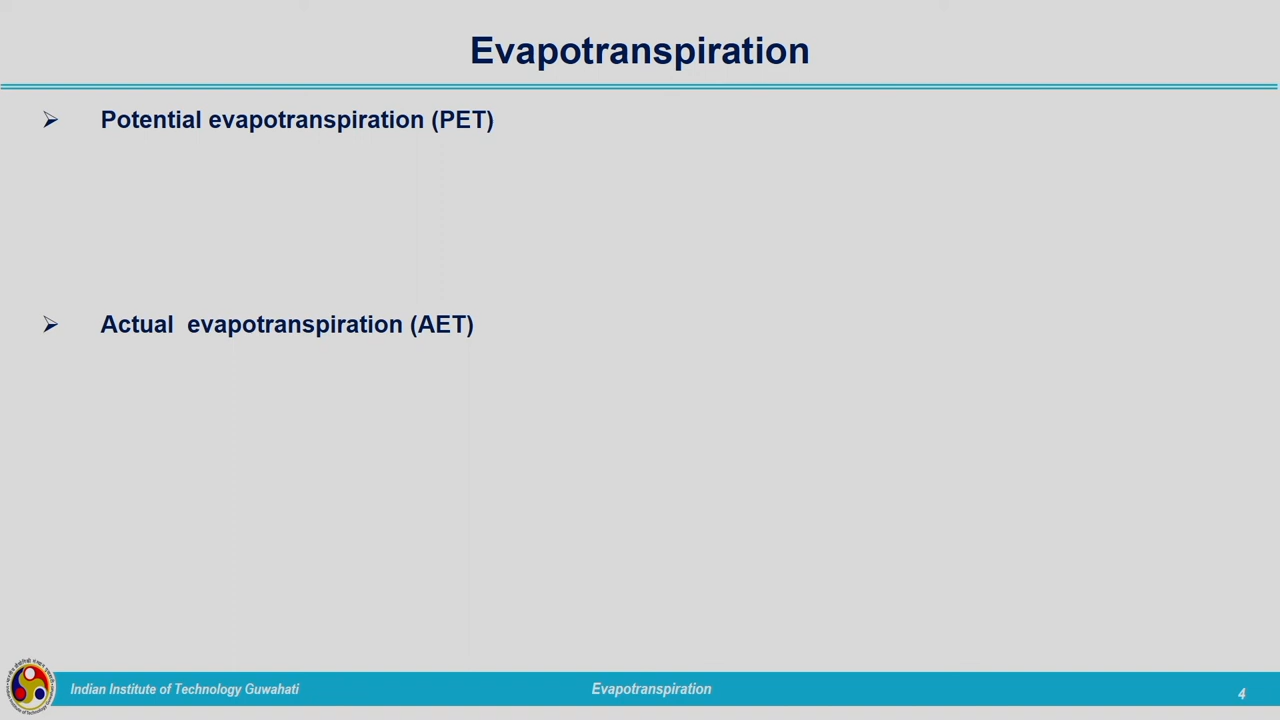 Evapotranspiration
Potential evapotranspiration (PET)
Actual evapotranspiration (AET)
Indian Institute of Technology Guwahati
Evapotranspiration
4